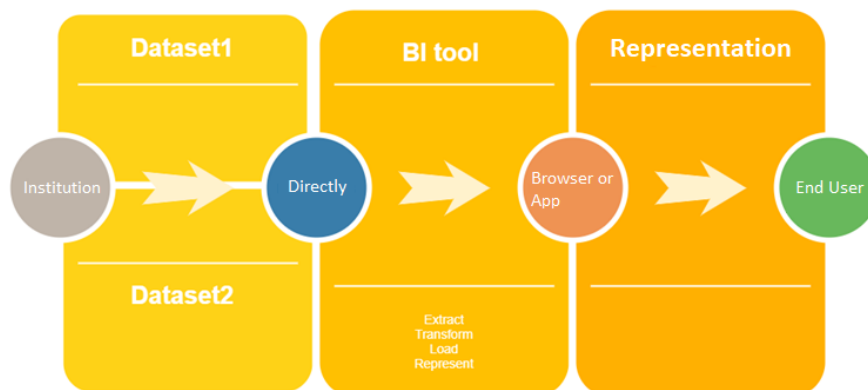 Dataset1
BI tool
Representation
Institution
Directly
Browser or
App
End User
Dataset2
Extract
Transform
Load
Represent